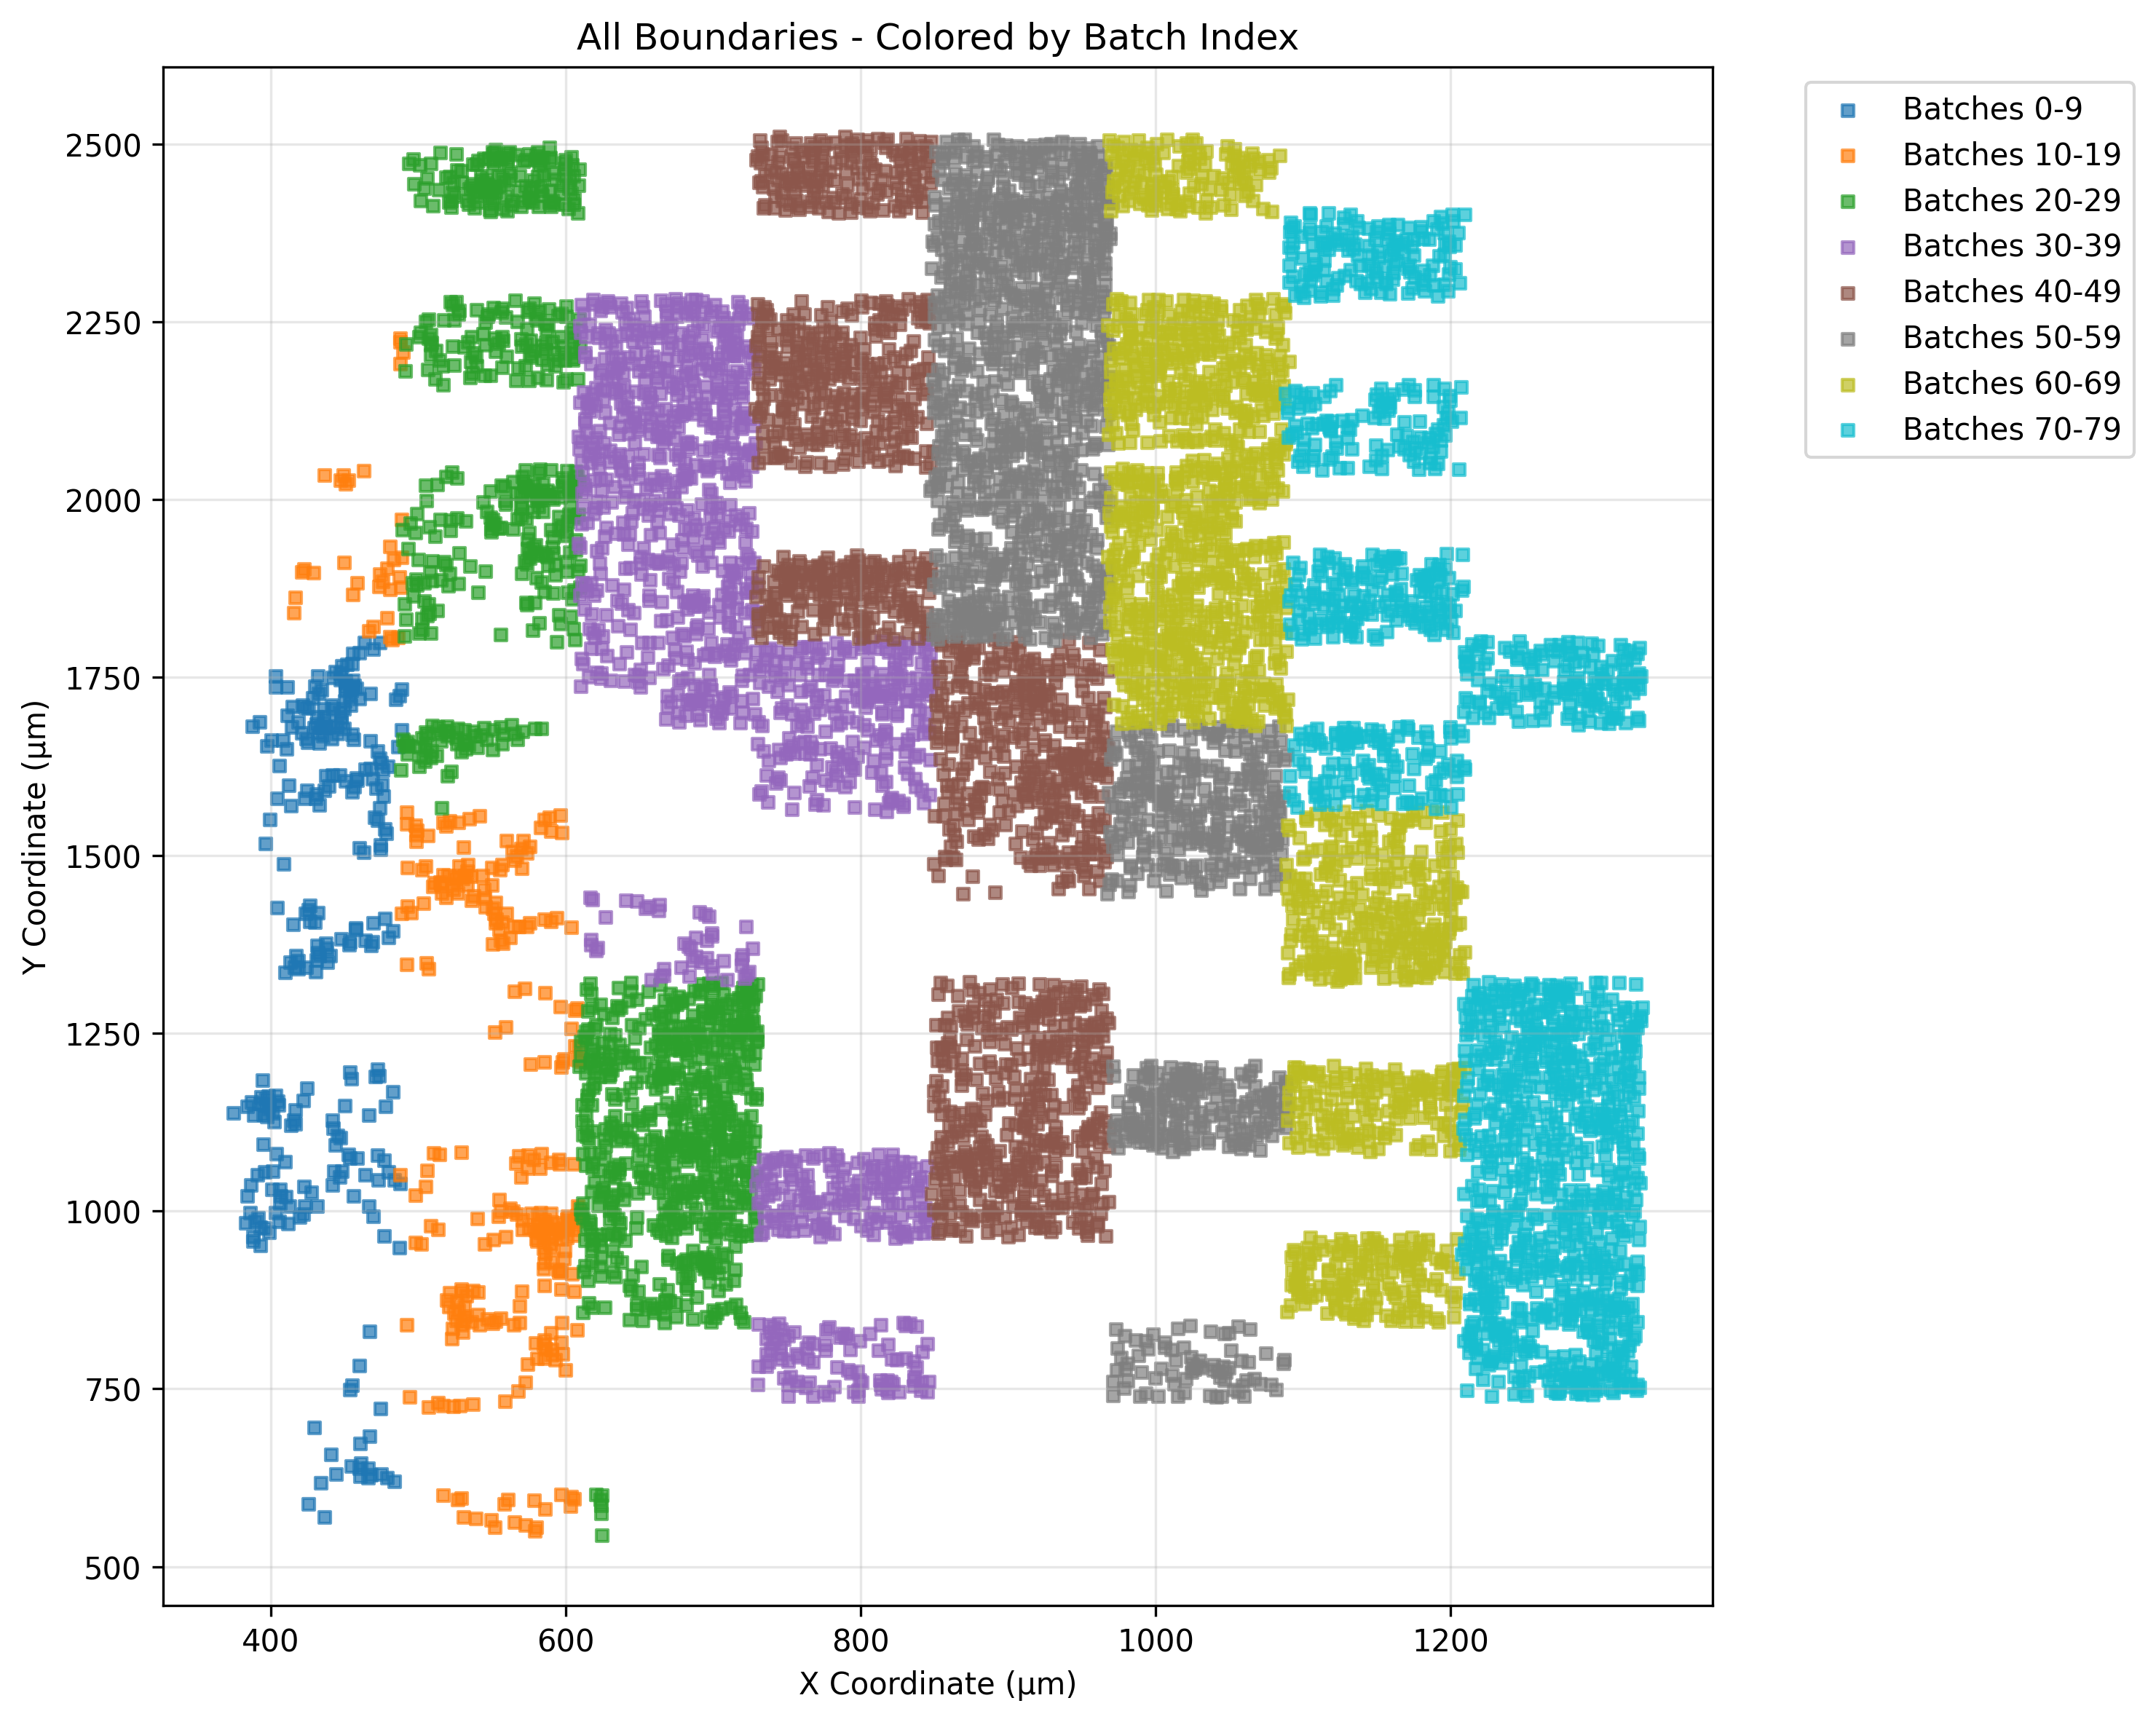 All Boundaries - Colored by Batch Index
Y Coordinate (µm)
2500
2250
2000
1750
1500
1250
1000
750
500
400
600
800
1000
1200
X Coordinate (µm)
Batches 0-9
Batches 10-19
Batches 20-29
Batches 30-39
Batches 40-49
Batches 50-59
Batches 60-69
Batches 70-79